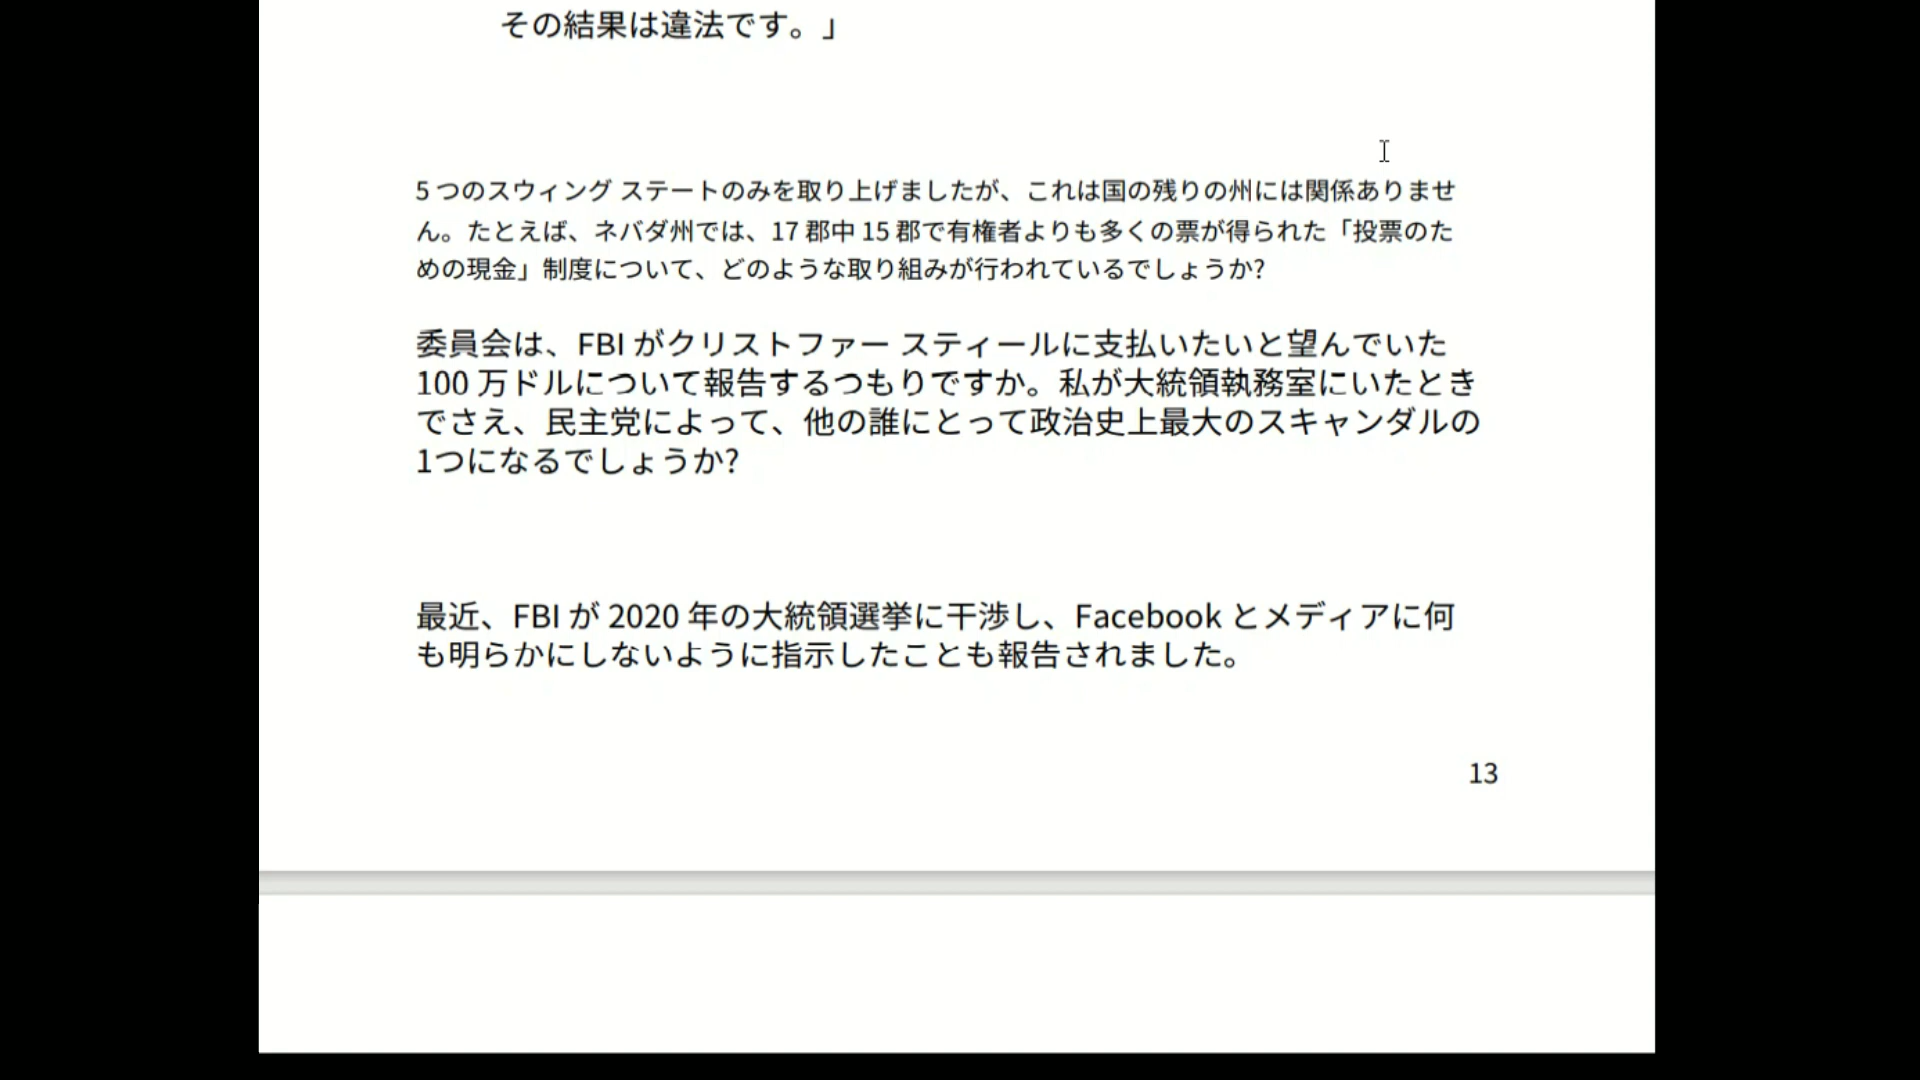 その結果は違法です。」
5 つのスウィング ステートのみを取り上げましたが、これは国の残りの州には関係ありませ
ん。たとえば、ネバダ州では、17 郡中 15 郡で有権者よりも多くの票が得られた「投票のた
めの現金」制度について、どのような取り組みが行われているでしょうか?
委員会は、FBI がクリストファー スティールに支払いたいと望んでいた
100 万ドルについて報告するつもりですか。私が大統領執務室にいたとき
でさえ、民主党によって、他の誰にとって政治史上最大のスキャンダルの
1つになるでしょうか?
最近、FBI が 2020 年の大統領選挙に干渉し、Facebook とメディアに何
も明らかにしないように指示したことも報告されました。
13